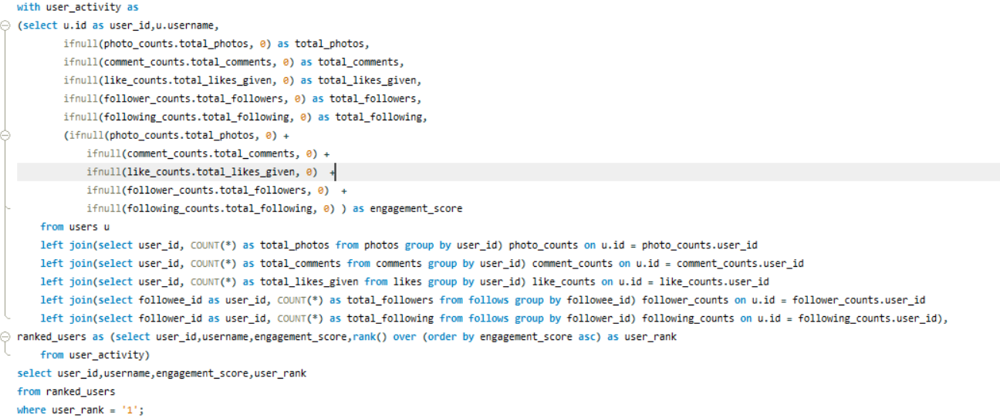 with user_activity as
(select u.id as user_id,u.username,
ifnull(photo_counts.total_photos, 0) as total_photos,
ifnull(comment_counts.total_comments, 0) as total_comments,
ifnull(like_counts.total_likes_given, 0) as total_likes_given,
ifnull(follower_counts.total_followers, 0) as total_followers,
ifnull(following_counts.total_following, 0) as total_following,
(ifnull(photo_counts.total_photos, 0) +
ifnull(comment_counts.total_comments, 0) +
ifnull(like_counts.total_likes_given, 0)  +
ifnull(follower_counts.total_followers, 0)  +
ifnull(following_counts.total_following, 0) ) as engagement_score
from users u
left join(select user_id, COUNT(*) as total_photos from photos group by user_id) photo_counts on u.id = photo_counts.user_id
left join(select user_id, COUNT(*) as total_comments from comments group by user_id) comment_counts on u.id = comment_counts.user_id
left join(select user_id, COUNT(*) as total_likes_given from likes group by user_id) like_counts on u.id = like_counts.user_id
left join(select followee_id as user_id, COUNT(*) as total_followers from follows group by followee_id) follower_counts on u.id = follower_counts.user_id
left join(select follower_id as user_id, COUNT(*) as total_following from follows group by follower_id) following_counts on u.id = following_counts.user_id),
ranked_users as (select user_id,username,engagement_score,rank() over (order by engagement_score asc) as user_rank
from user_activity)
select user_id,username,engagement_score,user_rank
from ranked_users
where user_rank = '1';